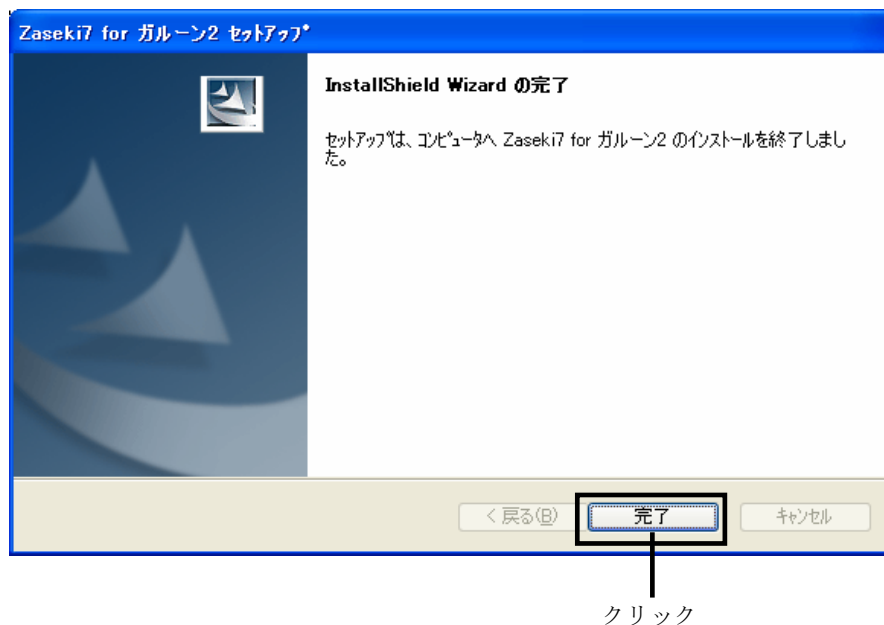 Zaseki7 for ガルーン2 ｾｯﾄｱｯﾌﾟ
InstallShield Wizard の完了
ｾｯﾄｱｯﾌﾟは、ｺﾝﾋﾟｭｰﾀへ Zaseki7 for ガルーン2 のｲﾝｽﾄｰﾙを終了しまし
た。
< 戻る(B)
完了
ｷｬﾝｾﾙ
クリック